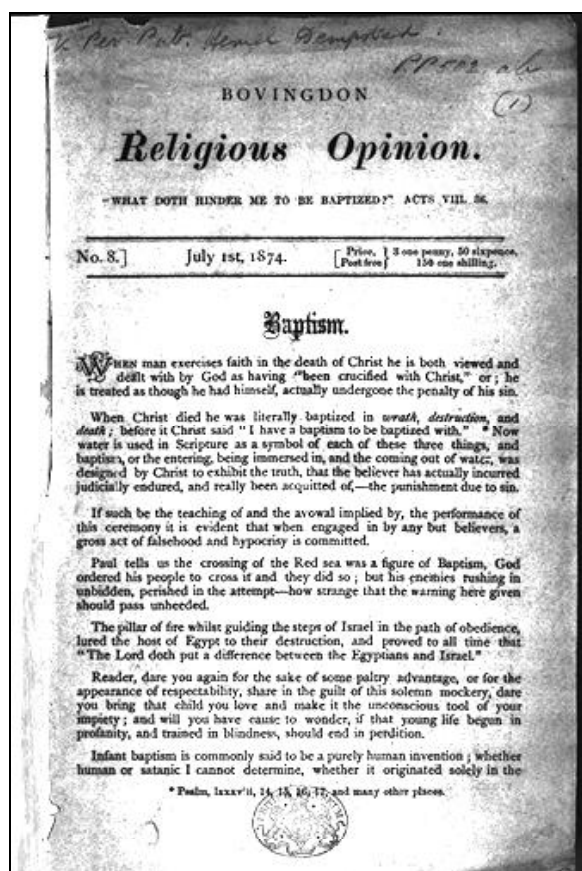 V. Per. Pub. Hemel Hempsted.
PP502 ab
(1)
BOVINGDON
Religious Opinion.
"WHAT DOTH HINDER ME TO BE BAPTIZED?" ACTS VIII. 36.
No. 8.] July 1st, 1874. [Price, } 3 one penny, 50 sixpence,
[Post free} 150 one shilling.
Baptism.
WHEN man exercises faith in the death of Christ he is both viewed and
dealt with by God as having "been crucified with Christ," or; he
is treated as though he had himself, actually undergone the penalty of his sin.
When Christ died he was literally baptized in wrath, destruction, and
death; before it Christ said "I have a baptism to be baptized with." * Now
water is used in Scripture as a symbol of each of these three things, and
baptism, or the entering, being immersed in, and the coming out of water, was
designed by Christ to exhibit the truth, that the believer has actually incurred
judicially endured, and really been acquitted of,—the punishment due to sin.
If such be the teaching of and the avowal implied by, the performance of
this ceremony it is evident that when engaged in by any but believers, a
gross act of falsehood and hypocrisy is committed.
Paul tells us the crossing of the Red sea was a figure of Baptism, God
ordered his people to cross it and they did so; but his enemies rushing in
unbidden, perished in the attempt—how strange that the warning here given
should pass unheeded.
The pillar of fire whilst guiding the steps of Israel in the path of obedience,
lured the host of Egypt to their destruction, and proved to all time that
"The Lord doth put a difference between the Egyptians and Israel."
Reader, dare you again for the sake of some paltry advantage, or for the
appearance of respectability, share in the guilt of this solemn mockery, dare
you bring that child you love and make it the unconscious tool of your
impiety; and will you have cause to wonder, if that young life begun in
profanity, and trained in blindness, should end in perdition.
Infant baptism is commonly said to be a purely human invention; whether
human or satanic I cannot determine, whether it originated solely in the
* Psalm, lxxxvii, 14, 15, 16, 17, and many other places.